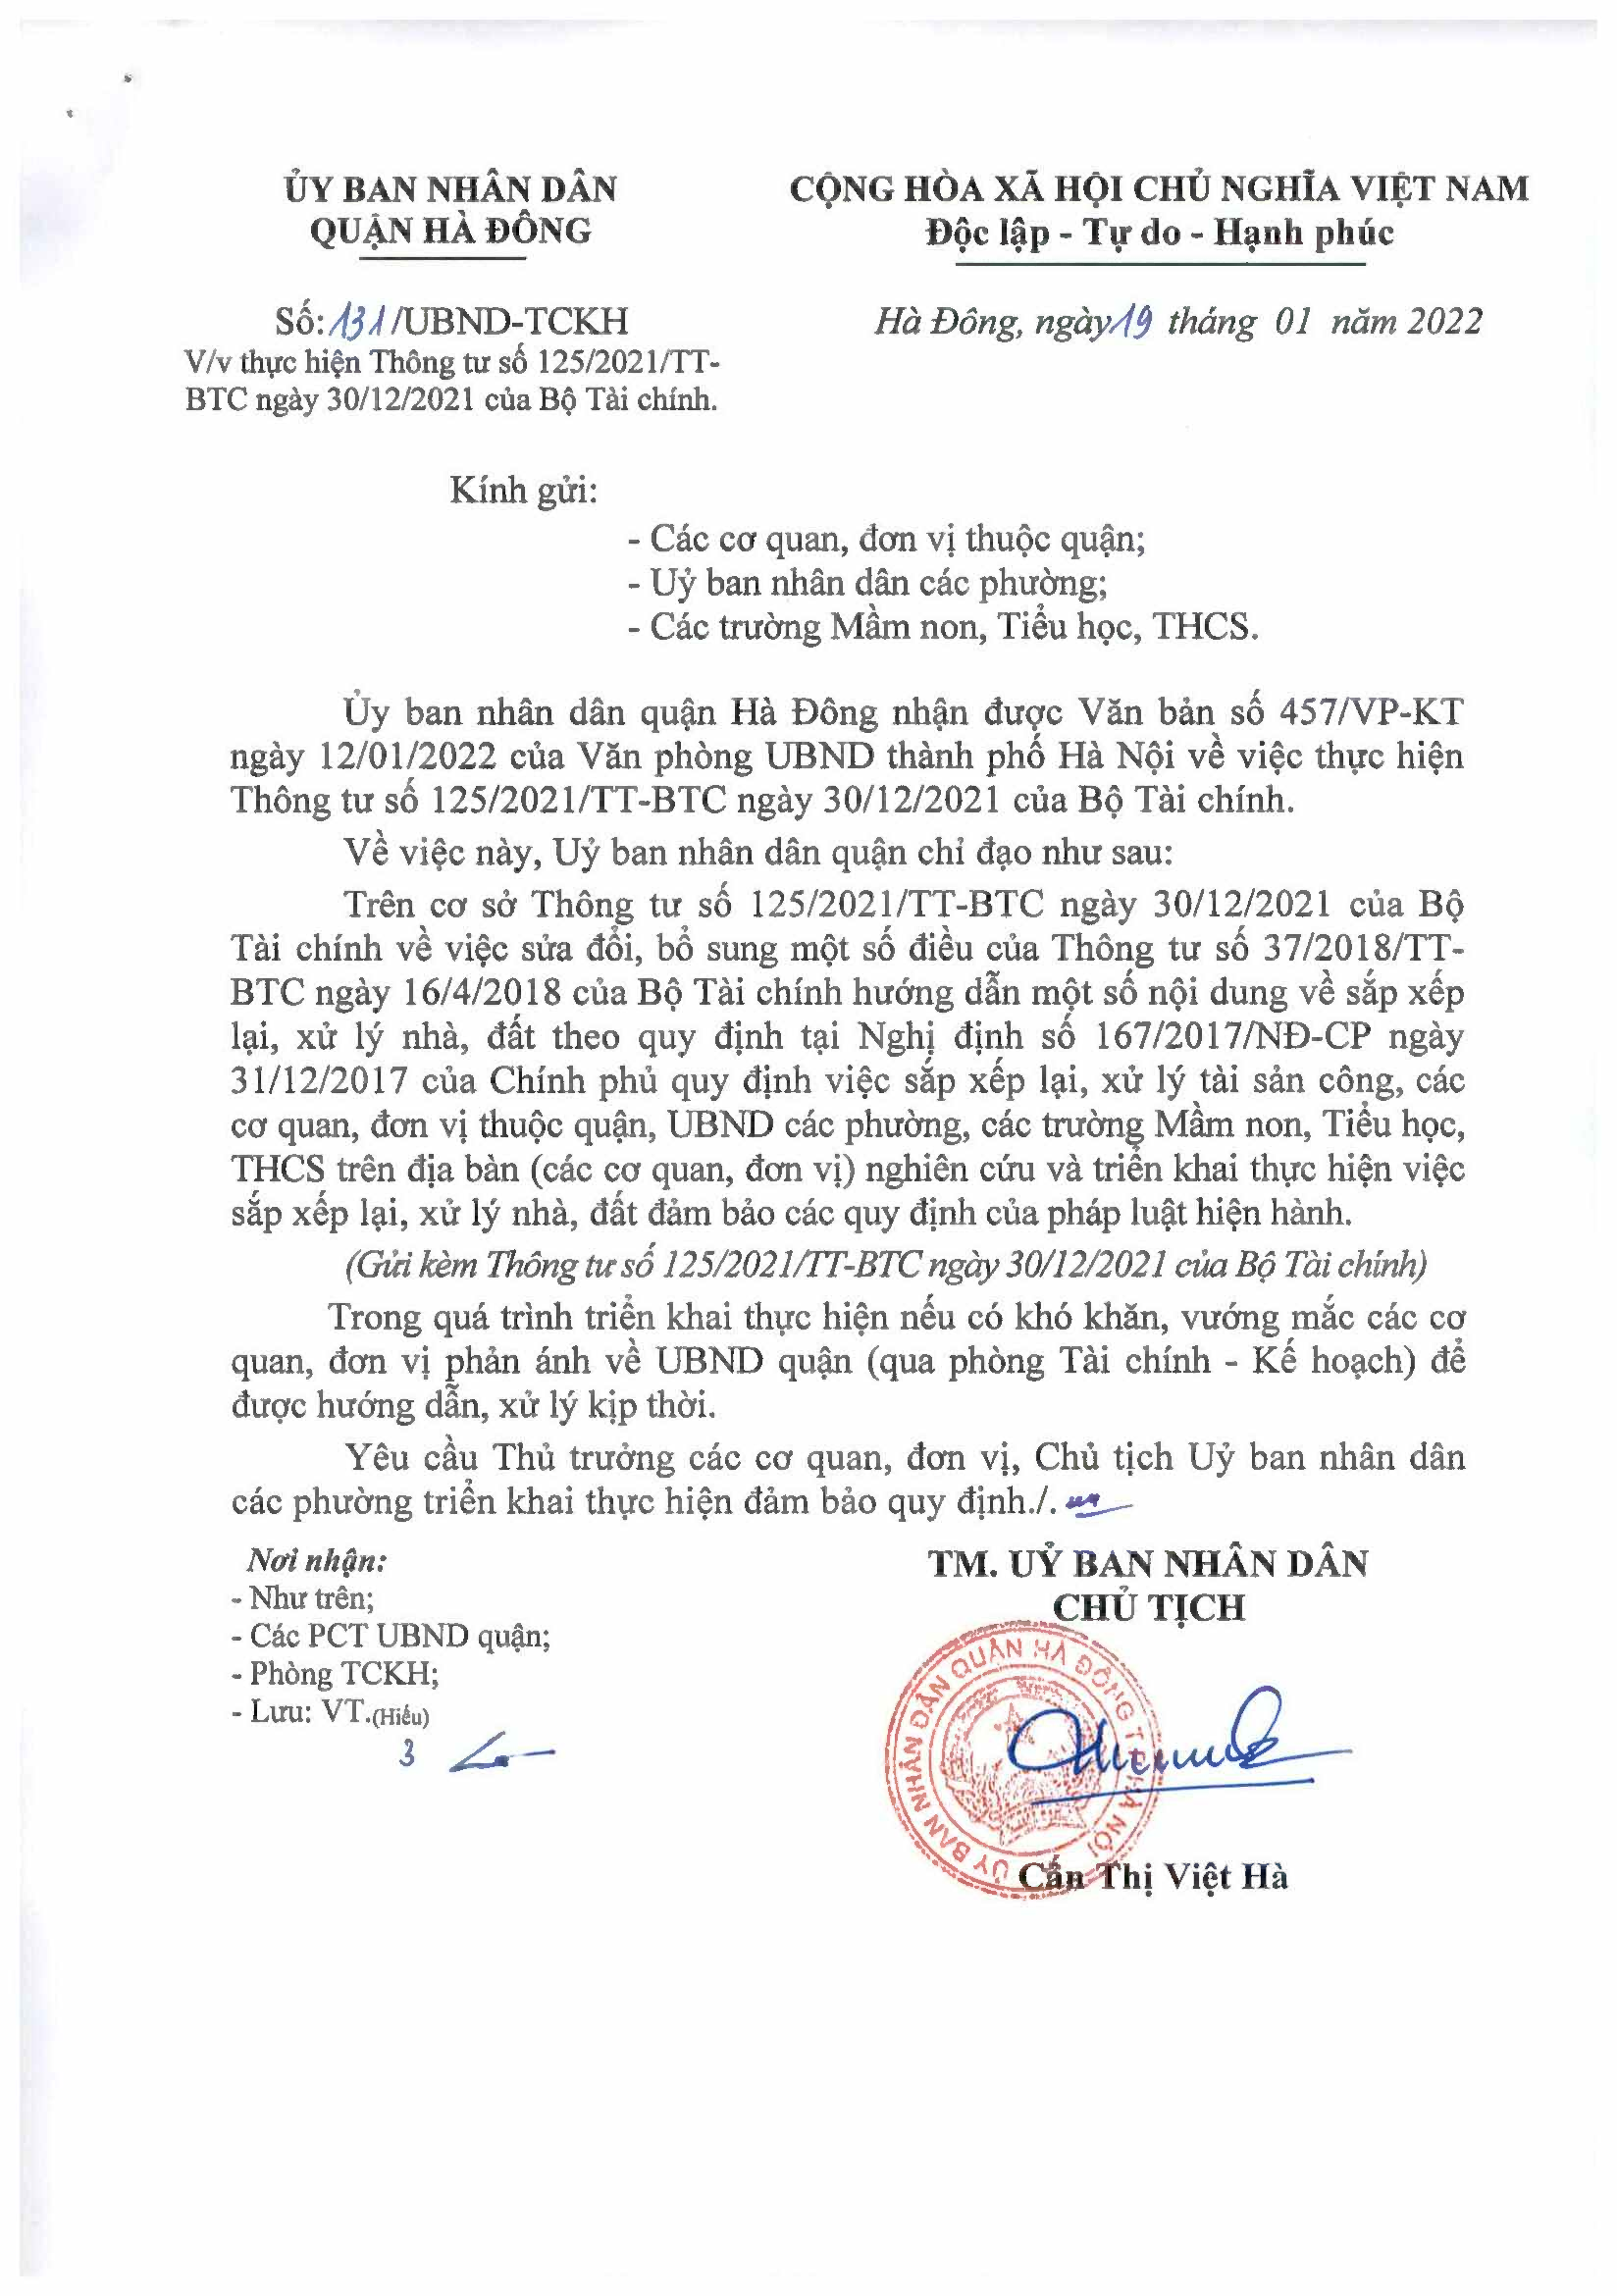 ỦY BAN NHÂN DÂN
QUẬN HÀ ĐÔNG
CỘNG HÒA XÃ HỘI CHỦ NGHĨA VIỆT NAM
Độc lập - Tự do - Hạnh phúc
Số: 131/UBND-TCKH
V/v thực hiện Thông tư số 125/2021/TT-
BTC ngày 30/12/2021 của Bộ Tài chính.
Hà Đông, ngày 19 tháng 01 năm 2022
Kính gửi:
- Các cơ quan, đơn vị thuộc quận;
- Uỷ ban nhân dân các phường;
- Các trường Mầm non, Tiểu học, THCS.
Ủy ban nhân dân quận Hà Đông nhận được Văn bản số 457/VP-KT
ngày 12/01/2022 của Văn phòng UBND thành phố Hà Nội về việc thực hiện
Thông tư số 125/2021/TT-BTC ngày 30/12/2021 của Bộ Tài chính.
Về việc này, Uỷ ban nhân dân quận chỉ đạo như sau:
Trên cơ sở Thông tư số 125/2021/TT-BTC ngày 30/12/2021 của Bộ
Tài chính về việc sửa đổi, bổ sung một số điều của Thông tư số 37/2018/TT-
BTC ngày 16/4/2018 của Bộ Tài chính hướng dẫn một số nội dung về sắp xếp
lại, xử lý nhà, đất theo quy định tại Nghị định số 167/2017/NĐ-CP ngày
31/12/2017 của Chính phủ quy định việc sắp xếp lại, xử lý tài sản công, các
cơ quan, đơn vị thuộc quận, UBND các phường, các trường Mầm non, Tiểu học,
THCS trên địa bàn (các cơ quan, đơn vị) nghiên cứu và triển khai thực hiện việc
sắp xếp lại, xử lý nhà, đất đảm bảo các quy định của pháp luật hiện hành.
(Gửi kèm Thông tư số 125/2021/TT-BTC ngày 30/12/2021 của Bộ Tài chính)
Trong quá trình triển khai thực hiện nếu có khó khăn, vướng mắc các cơ
quan, đơn vị phản ánh về UBND quận (qua phòng Tài chính - Kế hoạch) để
được hướng dẫn, xử lý kịp thời.
Yêu cầu Thủ trưởng các cơ quan, đơn vị, Chủ tịch Uỷ ban nhân dân
các phường triển khai thực hiện đảm bảo quy định./.
Nơi nhận:
- Như trên;
- Các PCT UBND quận;
- Phòng TCKH;
- Lưu: VT.(Hiếu)
3
TM. UỶ BAN NHÂN DÂN
CHỦ TỊCH
ỦY BAN NHÂN DÂN QUẬN HÀ ĐÔNG T.P HÀ NỘI
Cấn Thị Việt Hà